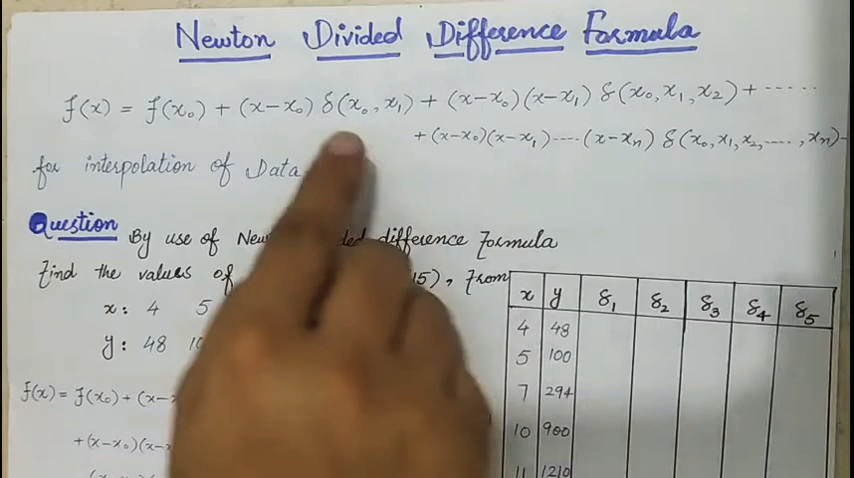 Newton Divided Difference Formula
f(x) = f(x₀) + (x-x₀) δ(x₀, x₁) + (x-x₀)(x-x₁) δ(x₀, x₁, x₂) + ......
+ (x-x₀)(x-x₁)....(x-xₙ) δ(x₀, x₁, x₂, ...., xₙ)-
for interpolation of Data
Question By use of difference Formula
Find the values of 15), From
x: 4 5
y: 48
f(x) = f(x₀) + (x-
+ (x-x₀)(x-
x y δ₁ δ₂ δ₃ δ₄ δ₅
4 48
5 100
7 294
10 900
11 1210